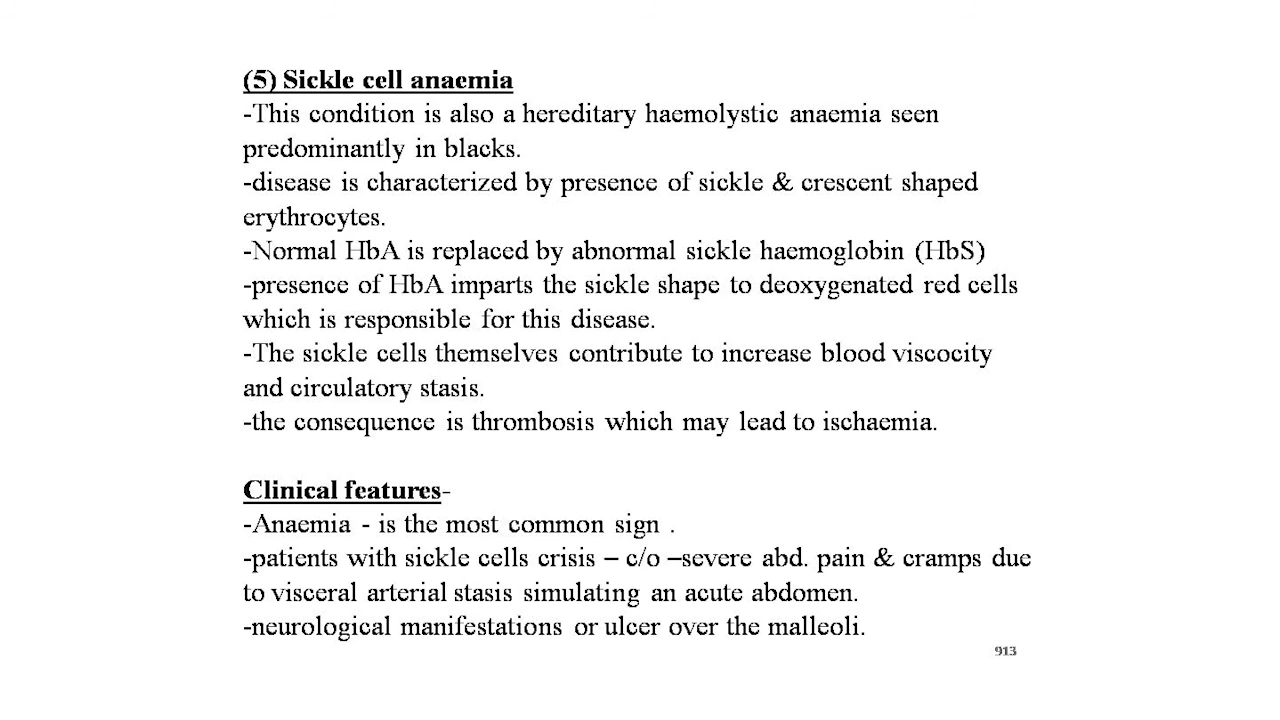 (5) Sickle cell anaemia
-This condition is also a hereditary haemolystic anaemia seen
predominantly in blacks.
-disease is characterized by presence of sickle & crescent shaped
erythrocytes.
-Normal HbA is replaced by abnormal sickle haemoglobin (HbS)
-presence of HbA imparts the sickle shape to deoxygenated red cells
which is responsible for this disease.
-The sickle cells themselves contribute to increase blood viscocity
and circulatory stasis.
-the consequence is thrombosis which may lead to ischaemia.
Clinical features-
-Anaemia - is the most common sign .
-patients with sickle cells crisis – c/o –severe abd. pain & cramps due
to visceral arterial stasis simulating an acute abdomen.
-neurological manifestations or ulcer over the malleoli.
913